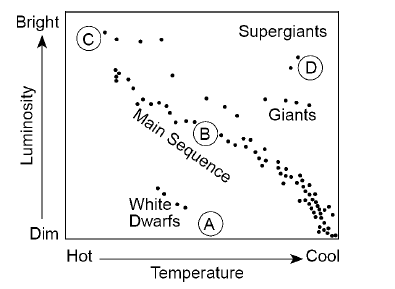 Bright
C
Supergiants
D
Giants
Luminosity
Main Sequence
B
White
Dwarfs
A
Dim
Hot
Cool
Temperature